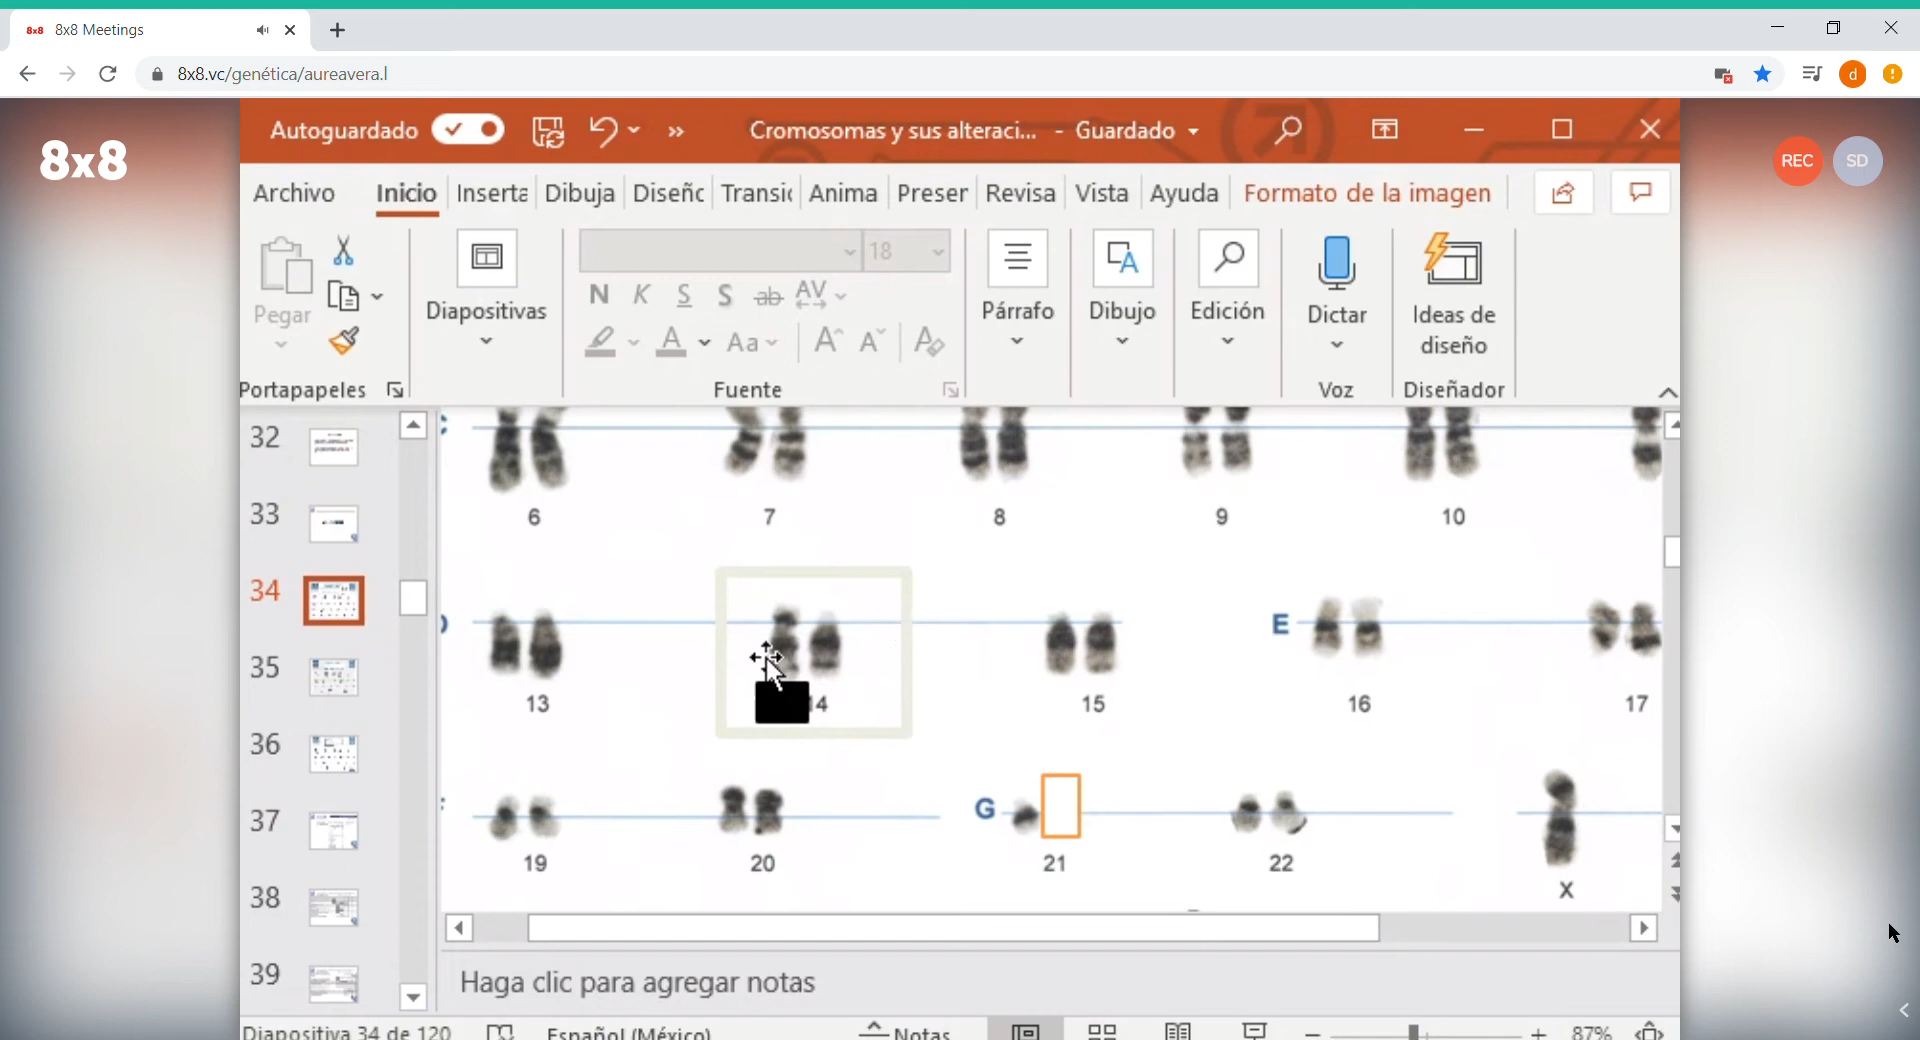 8x8 8x8 Meetings
8x8.vc/genética/aureavera.l
d
8x8
REC
SD
Autoguardado
Cromosomas y sus alteraci... - Guardado
Archivo Inicio Inserta Dibuja Diseñc Transic Anima Preser Revisa Vista Ayuda Formato de la imagen
Pegar
Portapapeles
Diapositivas
18
N K S S ab AV
A Aa A A A
Fuente
Párrafo
Dibujo
Edición
Dictar
Voz
Ideas de
diseño
Diseñador
32
33
34
35
36
37
38
39
6 7 8 9 10
E
13 14 15 16 17
G
19 20 21 22 X
Haga clic para agregar notas
Diapositiva 34 de 120 Español (México) Notas 87%